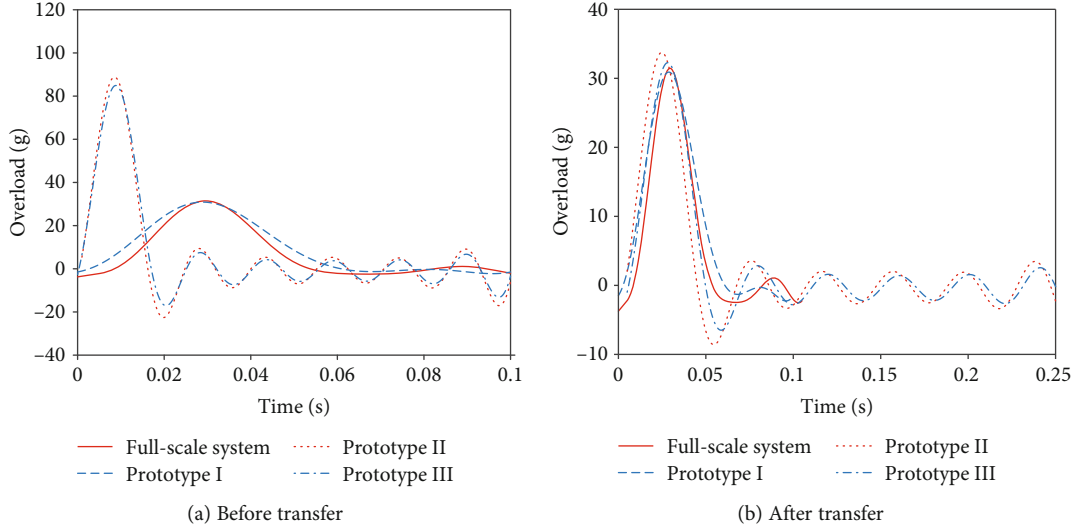 120
100
80
60
40
20
0
−20
−40
Overload (g)
0
0.02
0.04
0.06
0.08
0.1
Time (s)
Full-scale system
Prototype I
Prototype II
Prototype III
(a) Before transfer
40
30
20
10
0
−10
Overload (g)
0
0.05
0.1
0.15
0.2
0.25
Time (s)
Full-scale system
Prototype I
Prototype II
Prototype III
(b) After transfer